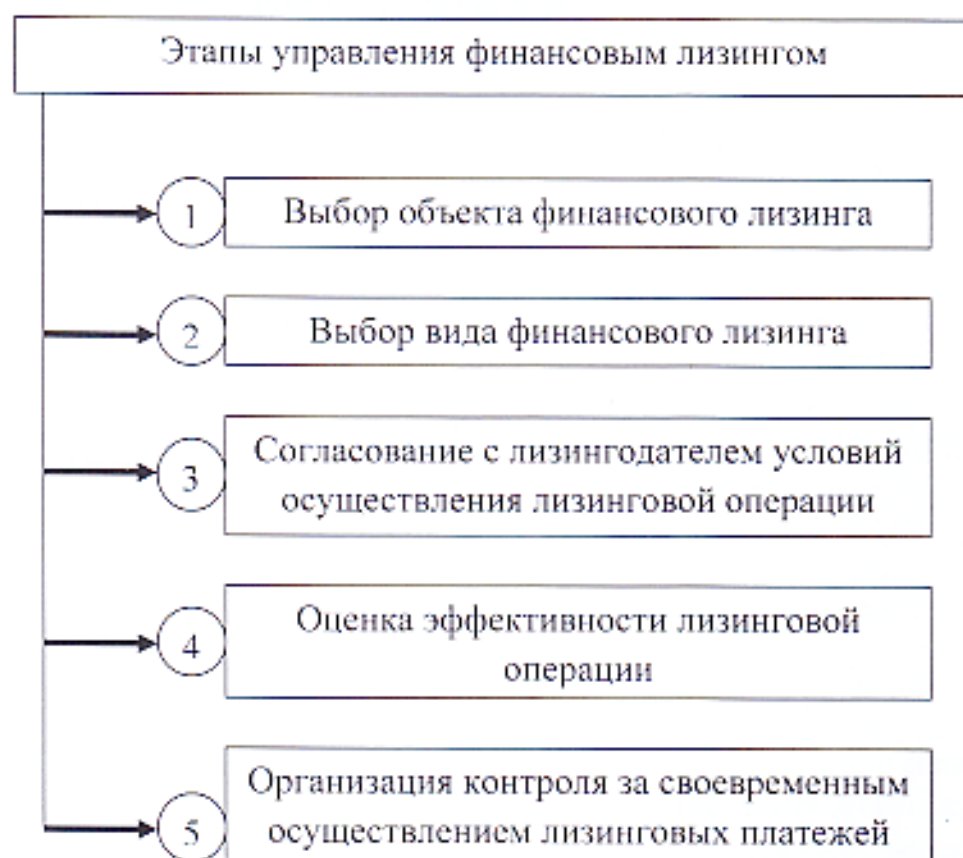 Этапы управления финансовым лизингом
1
Выбор объекта финансового лизинга
2
Выбор вида финансового лизинга
3
Согласование с лизингодателем условий
осуществления лизинговой операции
4
Оценка эффективности лизинговой
операции
5
Организация контроля за своевременным
осуществлением лизинговых платежей